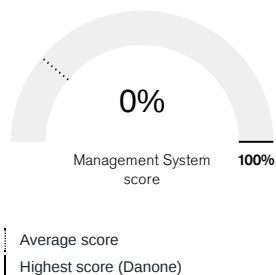 0%
Management System
score
100%
Average score
Highest score (Danone)